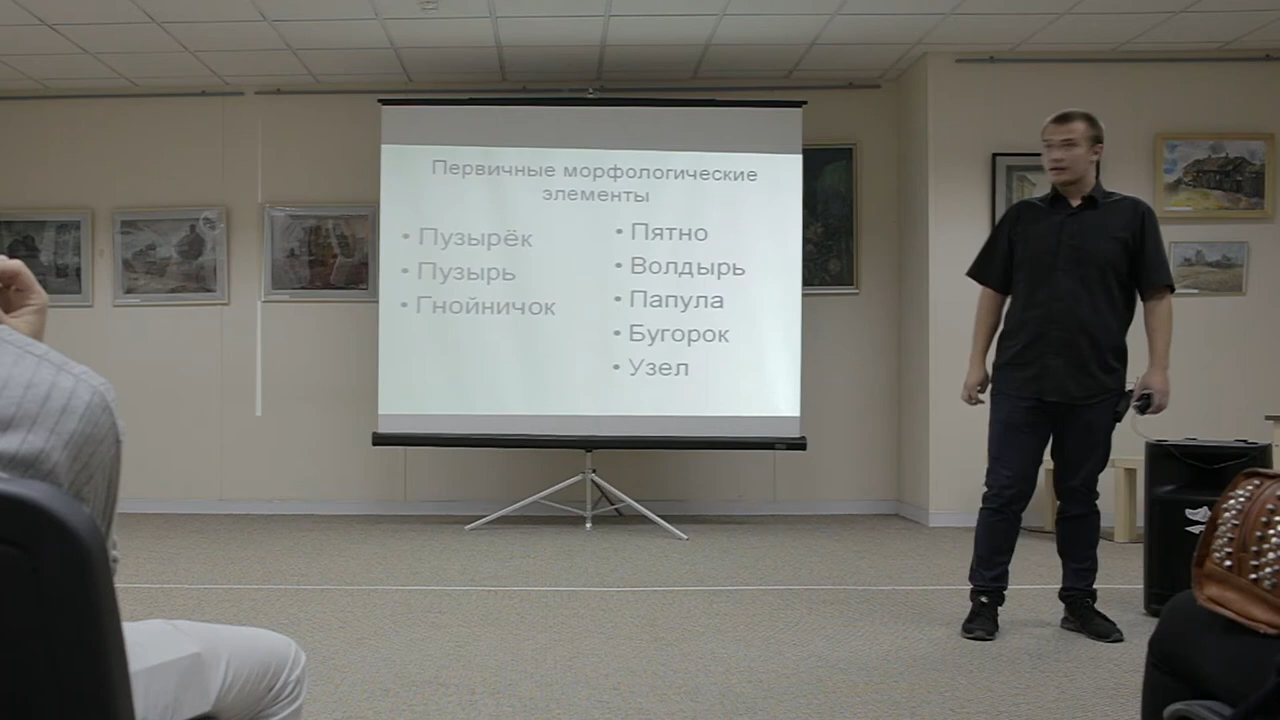 Первичные морфологические
элементы
• Пузырёк
• Пузырь
• Гнойничок
• Пятно
• Волдырь
• Папула
• Бугорок
• Узел